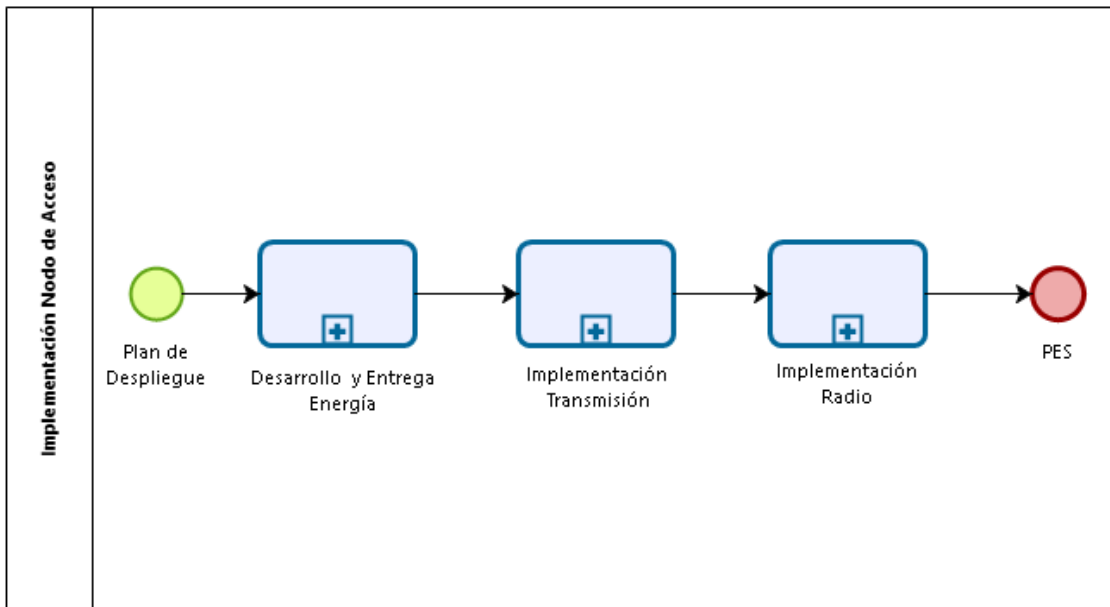 Implementación Nodo de Acceso
Plan de
Despliegue
Desarrollo y Entrega
Energía
Implementación
Transmisión
Implementación
Radio
PES